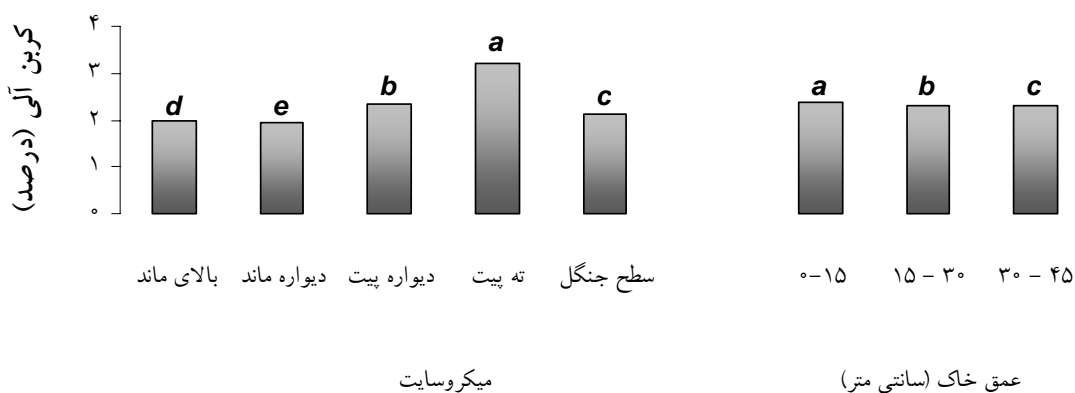 کربن آلی (درصد)
۴
۳
۲
۱
۰
d e b a c
a b c
بالای ماند دیواره ماند دیواره پیت ته پیت سطح جنگل
۰-۱۵ ۱۵ - ۳۰ ۳۰ - ۴۵
میکروسایت
عمق خاک (سانتی متر)